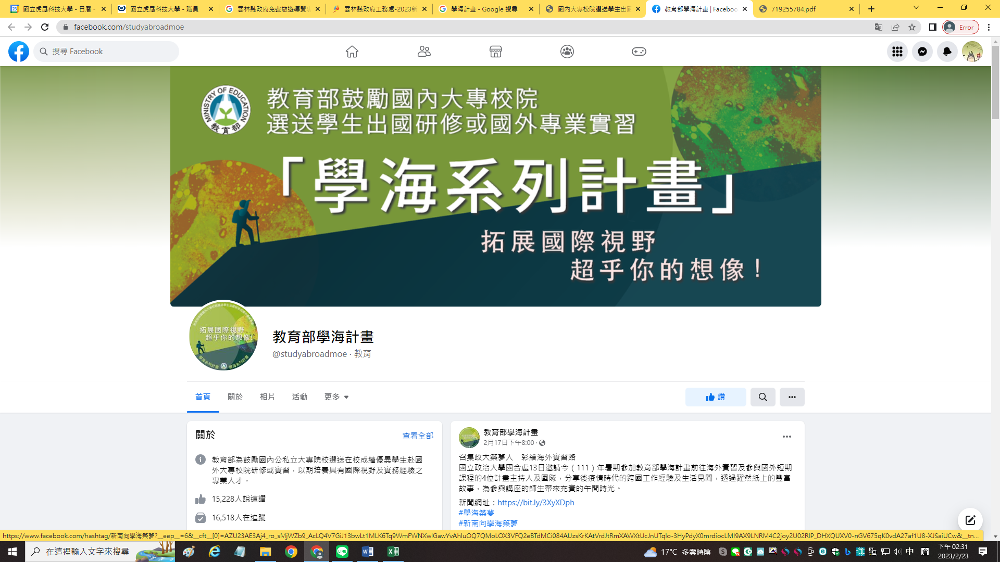 國立虎尾科技大學 - 日曆 -
國立虎尾科技大學 - 職員
雲林縣政府免費旅遊導覽專
雲林縣政府工務處-2023新
學海計畫 - Google 搜尋
國內大專校院選送學生出國
教育部學海計畫 | Facebook
719255784.pdf
facebook.com/studyabroadmoe
Error
搜尋 Facebook
MINISTRY OF EDUCATION
教育部
教育部鼓勵國內大專校院
選送學生出國研修或國外專業實習
「學海系列計畫」
拓展國際視野
超乎你的想像！
拓展國際視野
超乎你的想像!
學海系列計畫
學海系列計畫
教育部學海計畫
@studyabroadmoe · 教育
首頁
關於
相片
活動
更多
讚
關於
查看全部
教育部為鼓勵國內公私立大專院校選送在校成績優異學生赴國
外大專校院研修或實習，以期培養具有國際視野及實務經驗之
專業人才。
15,228人說這讚
16,518人在追蹤
教育部學海計畫
2月17日下午8:00 ·
召集政大築夢人　彩繪海外實習路
國立政治大學國合處13日邀請今（111）年暑期參加教育部學海計畫前往海外實習及參與國外短期
課程的4位計畫主持人及團隊，分享後疫情時代的跨國工作經驗及生活見聞，透過躍然紙上的豐富
故事，為參與講座的師生帶來充實的午間時光。
新聞網址：https://bit.ly/3XyXDph
#學海築夢
#新南向學海築夢
https://www.facebook.com/hashtag/新南向學海築夢?__eep__=6&__cft__[0]=AZU23AE3Aj4_ro_sMjWZb9_AcLQ4V7GiJ13bwLt1MLK6Tq9WmFWNXwlGawYvAhluOQ7QMoLOX3VFQ2eBTdMCi084AUzsKrKAtVrdJtRmXAWXtUcJnUTqlo-3HyPdyX0mrdiocLMI9AX9LNRM4C2joy2U02RlP_DHXQUXV0-nGV675qK0vdA27af1U8-XJSaiUCw&__tn...
在這裡輸入文字來搜尋
17°C 多雲時陰
中
倉
下午 02:31
2023/2/23